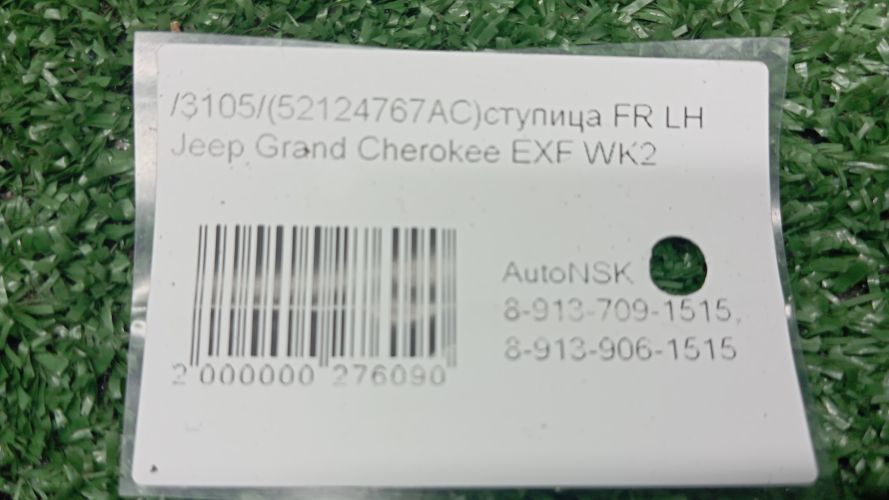 /3105/(52124767AC)ступица FR LH
Jeep Grand Cherokee EXF WK2
AutoNSK
8-913-709-1515,
8-913-906-1515
2 000000 276090